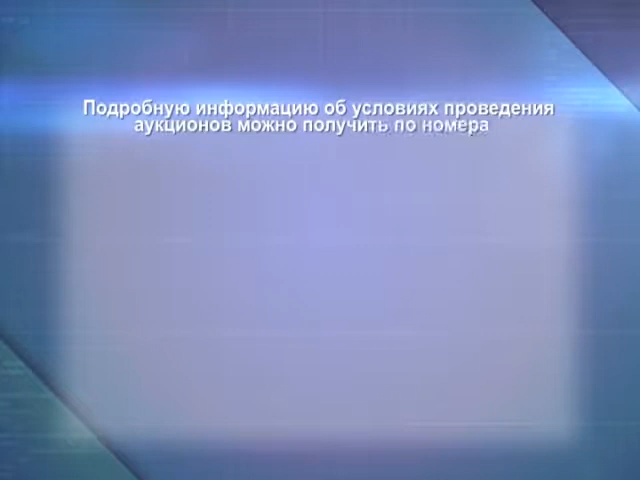 Подробную информацию об условиях проведения
аукционов можно получить по номера